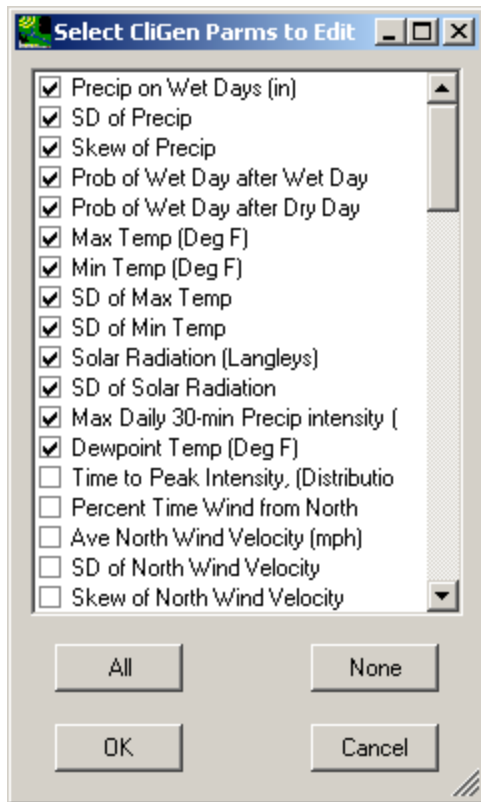 Select CliGen Parms to Edit
Precip on Wet Days (in)
SD of Precip
Skew of Precip
Prob of Wet Day after Wet Day
Prob of Wet Day after Dry Day
Max Temp (Deg F)
Min Temp (Deg F)
SD of Max Temp
SD of Min Temp
Solar Radiation (Langleys)
SD of Solar Radiation
Max Daily 30-min Precip intensity (
Dewpoint Temp (Deg F)
Time to Peak Intensity, (Distributio
Percent Time Wind from North
Ave North Wind Velocity (mph)
SD of North Wind Velocity
Skew of North Wind Velocity
All None
OK Cancel